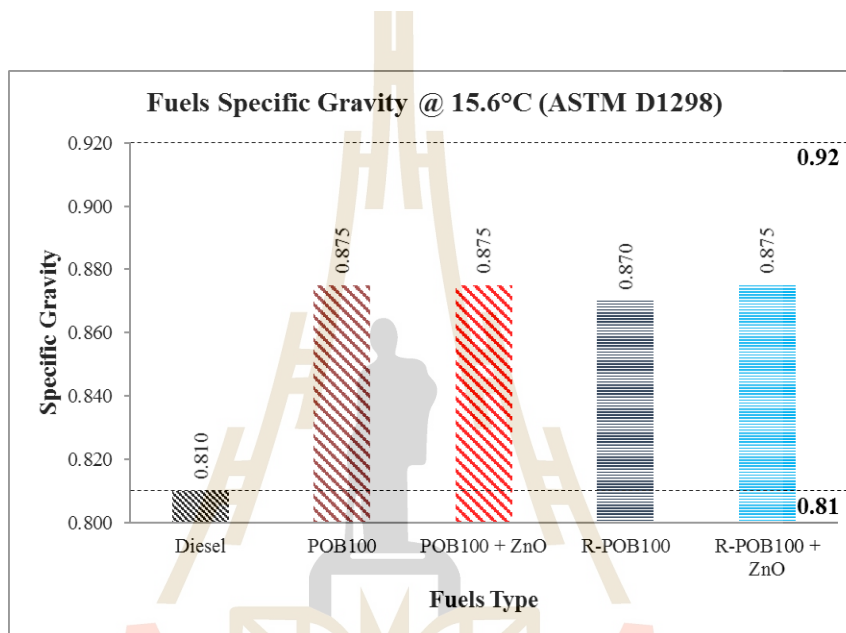 Fuels Specific Gravity @ 15.6°C (ASTM D1298)
Specific Gravity
0.920
0.900
0.880
0.860
0.840
0.820
0.800
0.92
0.81
0.810
0.875
0.875
0.870
0.875
Diesel
POB100
POB100 + ZnO
R-POB100
R-POB100 +
ZnO
Fuels Type